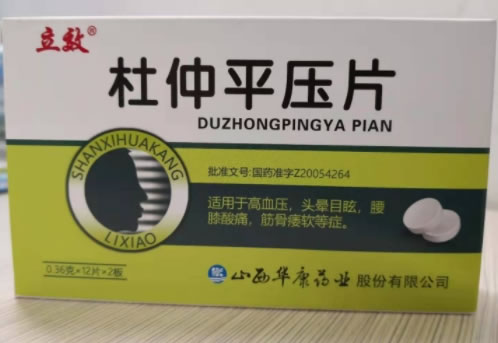 立效®
杜仲平压片
DUZHONGPINGYA PIAN
SHANXIHUAKANG
LIXIAO
批准文号:国药准字Z20054264
适用于高血压,头晕目眩,腰
膝酸痛,筋骨痿软等症。
0.36克×12片×2板
山西华康药业股份有限公司